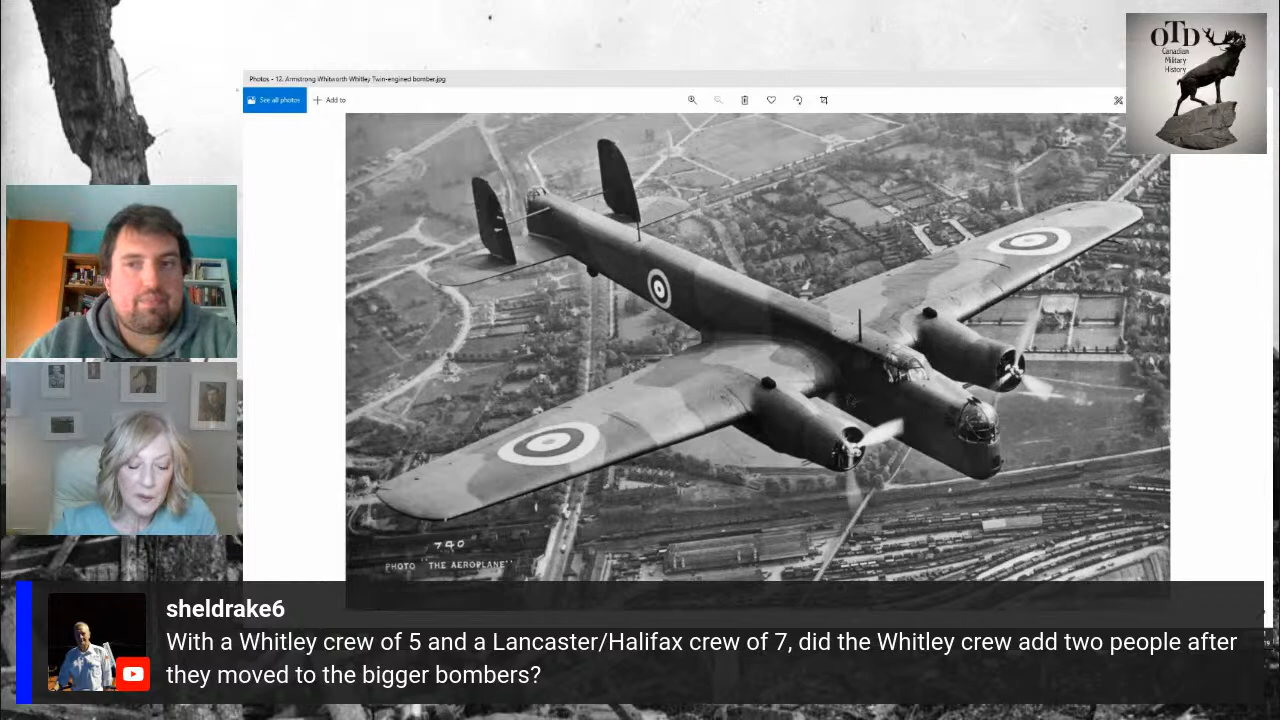 OTD
Canadian
Military
History
Photos - 12. Armstrong Whitworth Whitley Twin-engined bomber.jpg
See all photos
Add to
740
PHOTO "THE AEROPLANE"
sheldrake6
With a Whitley crew of 5 and a Lancaster/Halifax crew of 7, did the Whitley crew add two people after
they moved to the bigger bombers?